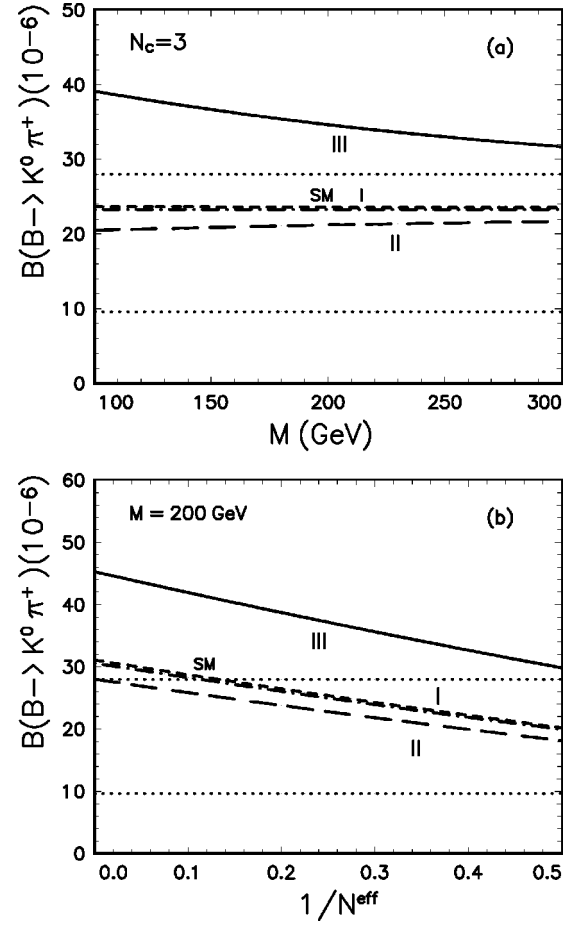 50
40
30
20
10
0
B(B—> K⁰ π⁺)(10⁻⁶)
N_c=3
(a)
III
SM I
II
100 150 200 250 300
M (GeV)
60
50
40
30
20
10
0
B(B—> K⁰ π⁺)(10⁻⁶)
M = 200 GeV
(b)
III
SM
I
II
0.0 0.1 0.2 0.3 0.4 0.5
1/N^eff